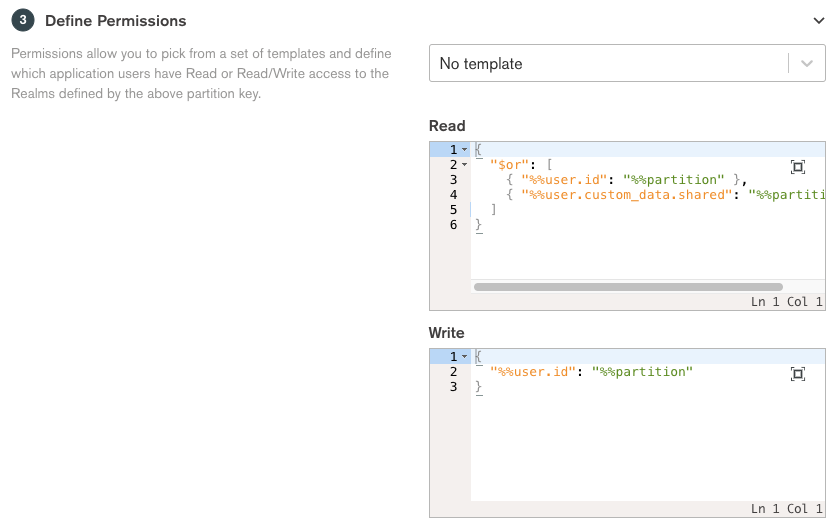 3 Define Permissions
Permissions allow you to pick from a set of templates and define
which application users have Read or Read/Write access to the
Realms defined by the above partition key.
No template
Read
1 {
2 "$or": [
3 { "%%user.id": "%%partition" },
4 { "%%user.custom_data.shared": "%%partiti
5 ]
6 }
Ln 1 Col 1
Write
1 {
2 "%%user.id": "%%partition"
3 }
Ln 1 Col 1